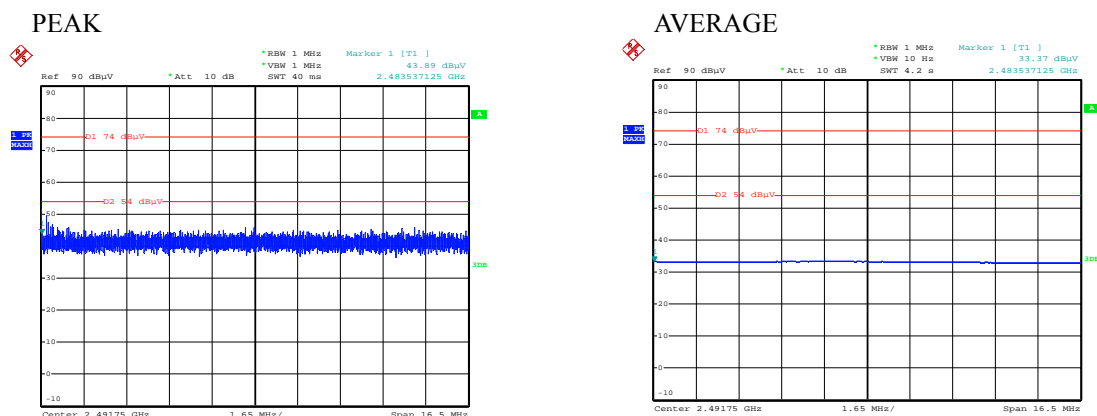 PEAK
R S
*RBW 1 MHz Marker 1 [T1 ]
*VBW 1 MHz 43.89 dBµV
Ref 90 dBµV *Att 10 dB SWT 40 ms 2.483537125 GHz
90
A
80
1 PK
MAXH
D1 74 dBµV
70
60
D2 54 dBµV
50
1
40
30
3DB
20
10
0
-10
Center 2.49175 GHz 1.65 MHz/ Span 16.5 MHz
AVERAGE
R S
*RBW 1 MHz Marker 1 [T1 ]
*VBW 10 Hz 33.37 dBµV
Ref 90 dBµV *Att 10 dB SWT 4.2 s 2.483537125 GHz
90
A
80
1 PK
MAXH
D1 74 dBµV
70
60
D2 54 dBµV
50
40
1
3DB
30
20
10
0
-10
Center 2.49175 GHz 1.65 MHz/ Span 16.5 MHz